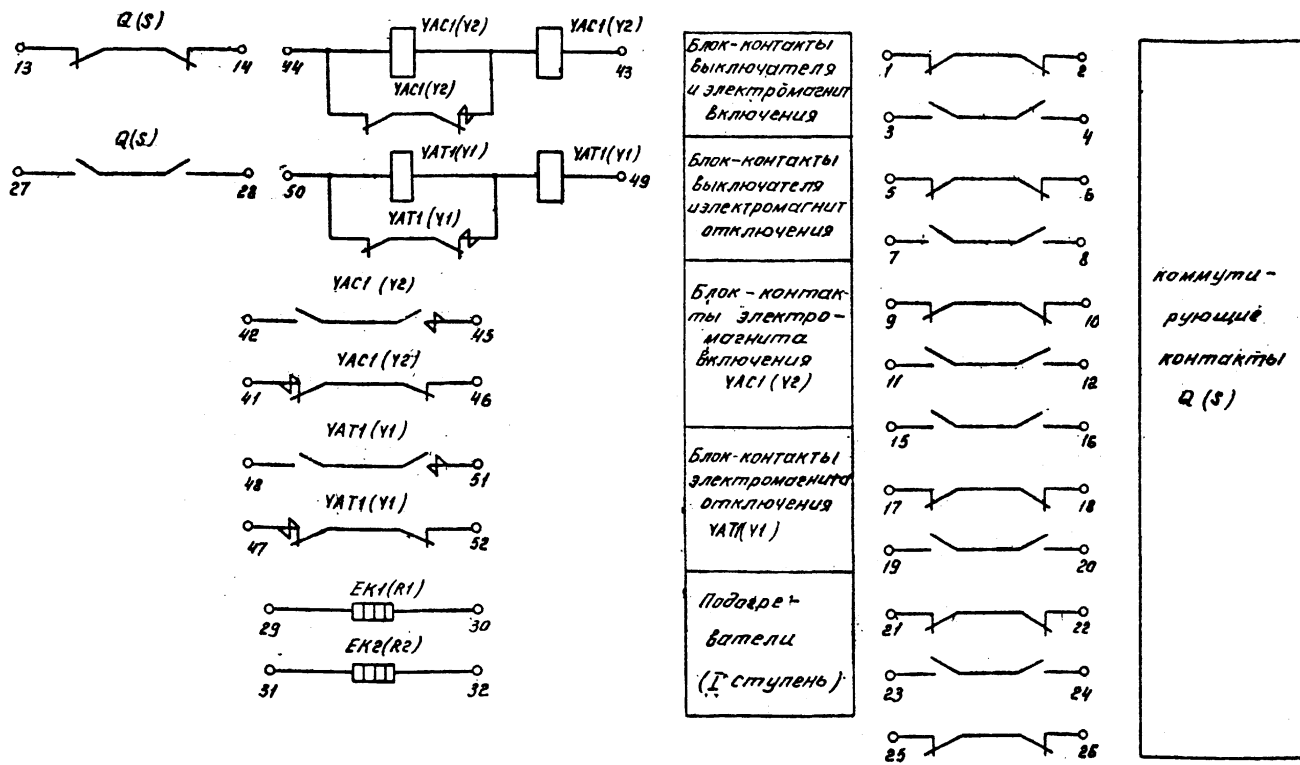 Q(S)
13
14
YAC1(Y2)
YAC1(Y2)
44
43
YAC1(Y2)
Q(S)
27
28
YAT1(Y1)
YAT1(Y1)
50
49
YAT1(Y1)
YAC1 (Y2)
42
45
YAC1(Y2)
41
46
YAT1(Y1)
48
51
YAT1(Y1)
47
52
EK1(R1)
29
30
EK2(R2)
31
32
Блок-контакты
выключателя
и электромагнит
включения
Блок-контакты
выключателя
иэлектромагнит
отключения
Блок-контак-
ты электро-
магнита
включения
YAC1(Y2)
Блок-контакты
электромагнита
отключения
YAT1(Y1)
Подогре-
ватели
(I ступень)
1
2
3
4
5
6
7
8
9
10
11
12
15
16
17
18
19
20
21
22
23
24
25
26
коммути-
рующие
контакты
Q(S)